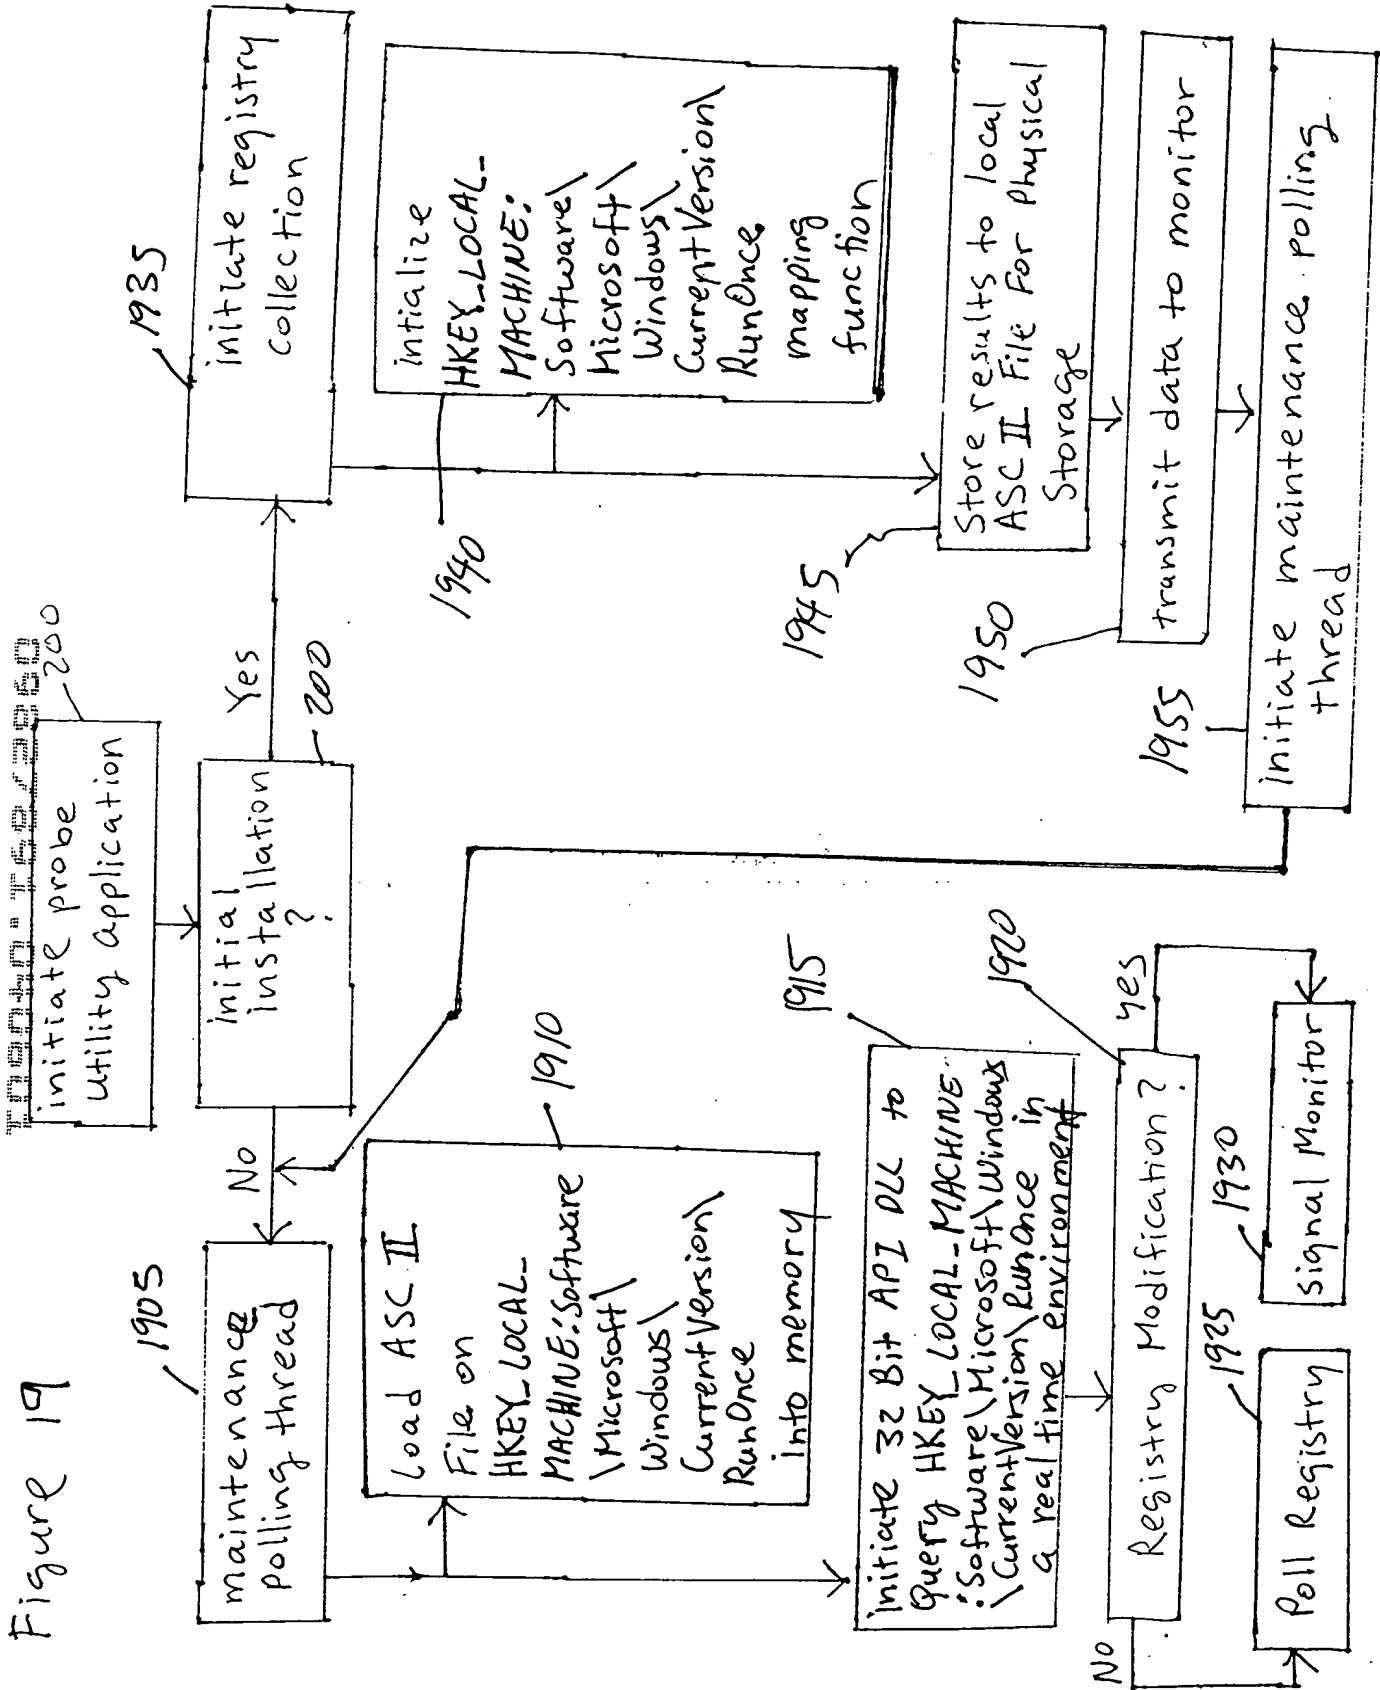 Figure 19
initiate probe
Utility application
200
initial
installation
?
200
No
Yes
1905
maintenance
polling thread
1910
Load ASC II
File on
HKEY_LOCAL_
MACHINE:Software
\Microsoft\
Windows\
CurrentVersion\
RunOnce
into memory
1915
initiate 32 Bit API DLL to
Query HKEY_LOCAL_MACHINE
:Software\Microsoft\Windows
\CurrentVersion\RunOnce in
a real time environment
1920
Registry Modification?
No
yes
1925
Poll Registry
1930
signal Monitor
1935
initiate registry
collection
1940
intialize
HKEY_LOCAL_
MACHINE:
Software\
Microsoft\
Windows\
CurrentVersion\
RunOnce
mapping
function
1945
Store results to local
ASC II File For Physical
Storage
1950
transmit data to monitor
1955
Initiate maintenance polling
thread